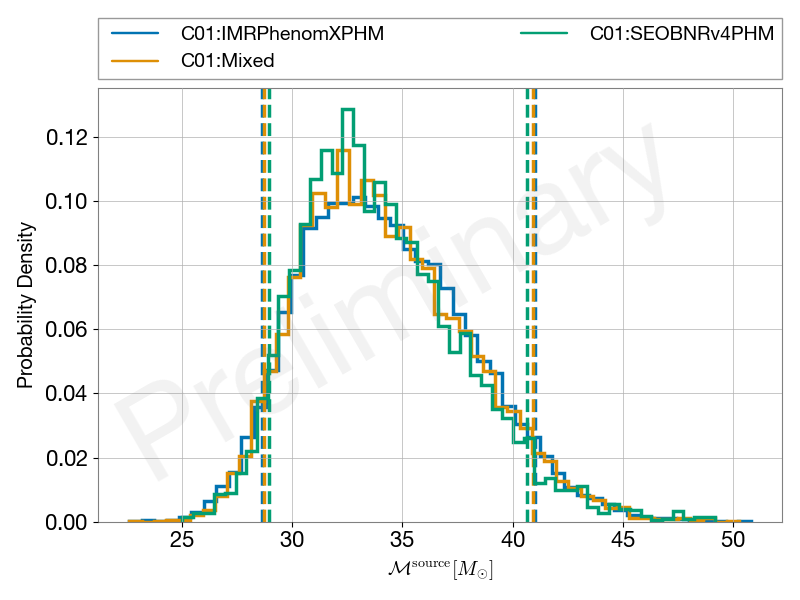 C01:IMRPhenomXPHM
C01:Mixed
C01:SEOBNRv4PHM
Preliminary
Probability Density
0.12
0.10
0.08
0.06
0.04
0.02
0.00
25 30 35 40 45 50
ℳ^source [M_⊙]